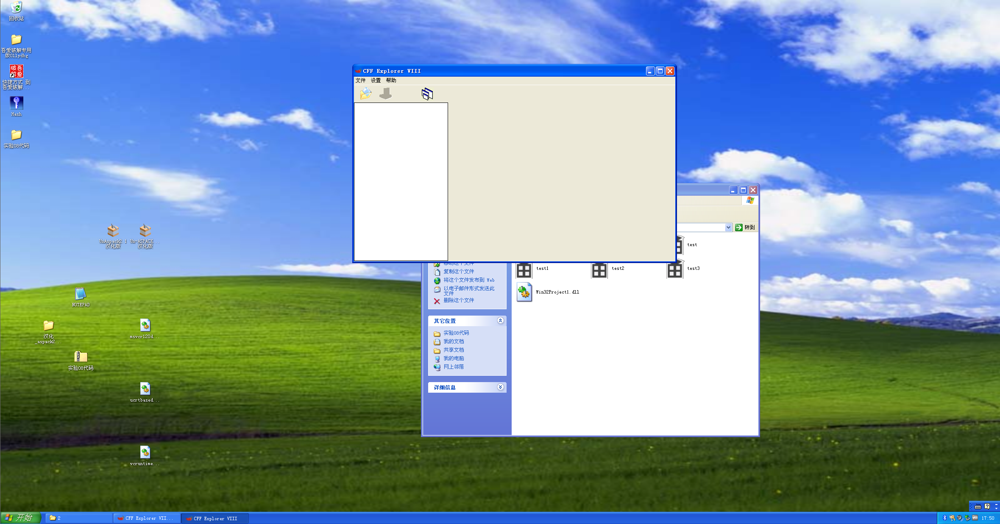 回收站
吾爱破解专用
版Ollydbg
破吾
解爱
快捷方式 到
吾爱破解...
Hash
实验08代码
UnAspack2.1
汉化版
Un-ASPACK...
汉化版
NOTEPAD
汉化
_aspack2...
msvcr120d...
实验08代码
ucrtbased...
vcruntime...
CFF Explorer VIII
文件 设置 帮助
转到
test
移动这个文件
复制这个文件
将这个文件发布到 Web
以电子邮件形式发送此
文件
删除这个文件
其它位置
实验08代码
我的文档
共享文档
我的电脑
网上邻居
详细信息
test1
test2
test3
Win32Project1.dll
开始
2
CFF Explorer VII...
CFF Explorer VIII
17:50